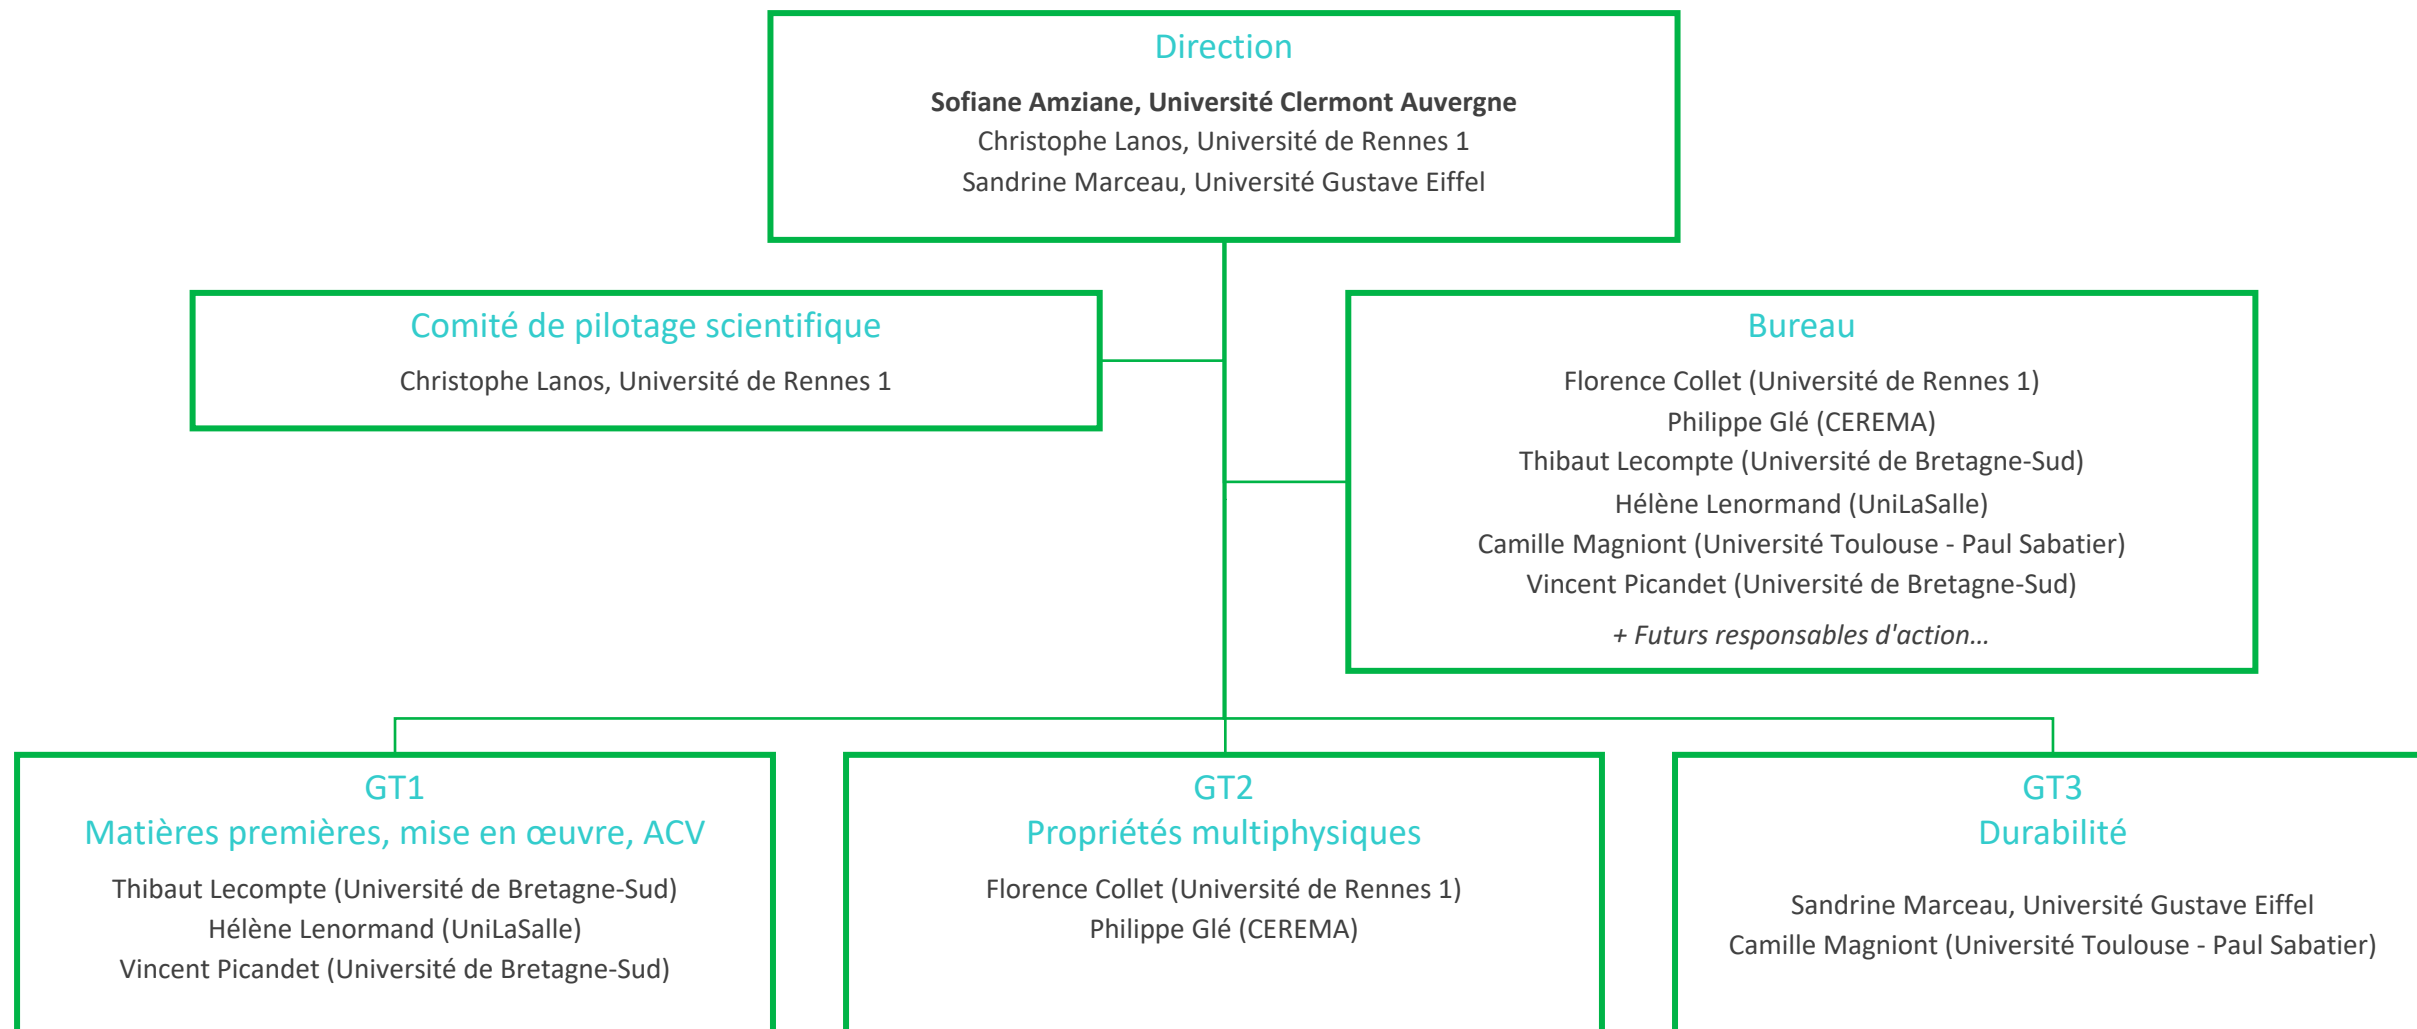 Direction
Sofiane Amziane, Université Clermont Auvergne
Christophe Lanos, Université de Rennes 1
Sandrine Marceau, Université Gustave Eiffel
Comité de pilotage scientifique
Christophe Lanos, Université de Rennes 1
Bureau
Florence Collet (Université de Rennes 1)
Philippe Glé (CEREMA)
Thibaut Lecompte (Université de Bretagne-Sud)
Hélène Lenormand (UniLaSalle)
Camille Magniont (Université Toulouse - Paul Sabatier)
Vincent Picandet (Université de Bretagne-Sud)
+ Futurs responsables d'action…
GT1
Matières premières, mise en œuvre, ACV
Thibaut Lecompte (Université de Bretagne-Sud)
Hélène Lenormand (UniLaSalle)
Vincent Picandet (Université de Bretagne-Sud)
GT2
Propriétés multiphysiques
Florence Collet (Université de Rennes 1)
Philippe Glé (CEREMA)
GT3
Durabilité
Sandrine Marceau, Université Gustave Eiffel
Camille Magniont (Université Toulouse - Paul Sabatier)